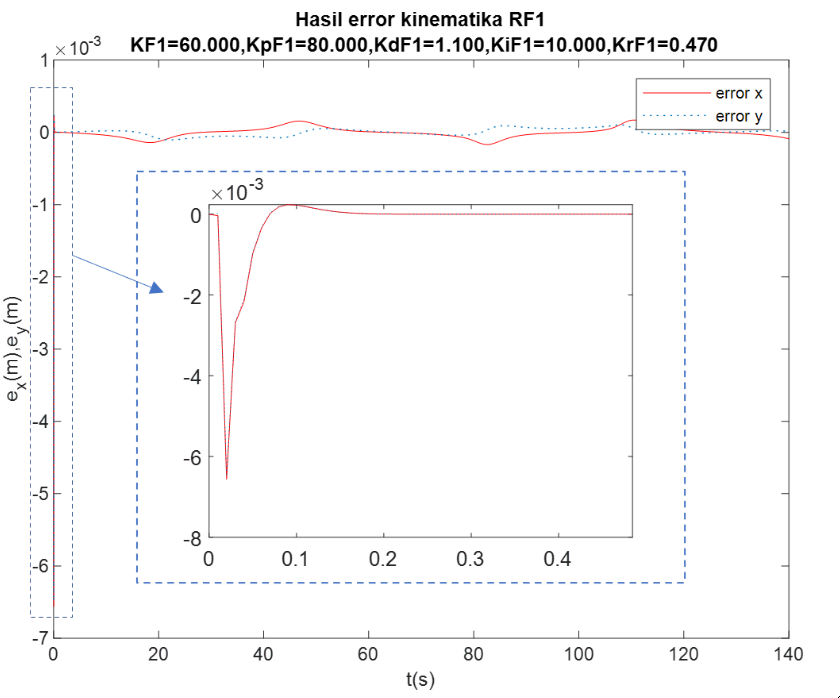 Hasil error kinematika RF1
KF1=60.000,KpF1=80.000,KdF1=1.100,KiF1=10.000,KrF1=0.470
×10-3
1
0
-1
-2
-3
-4
-5
-6
-7
ex(m),ey(m)
error x
error y
×10-3
0
-2
-4
-6
-8
0 0.1 0.2 0.3 0.4
0 20 40 60 80 100 120 140
t(s)